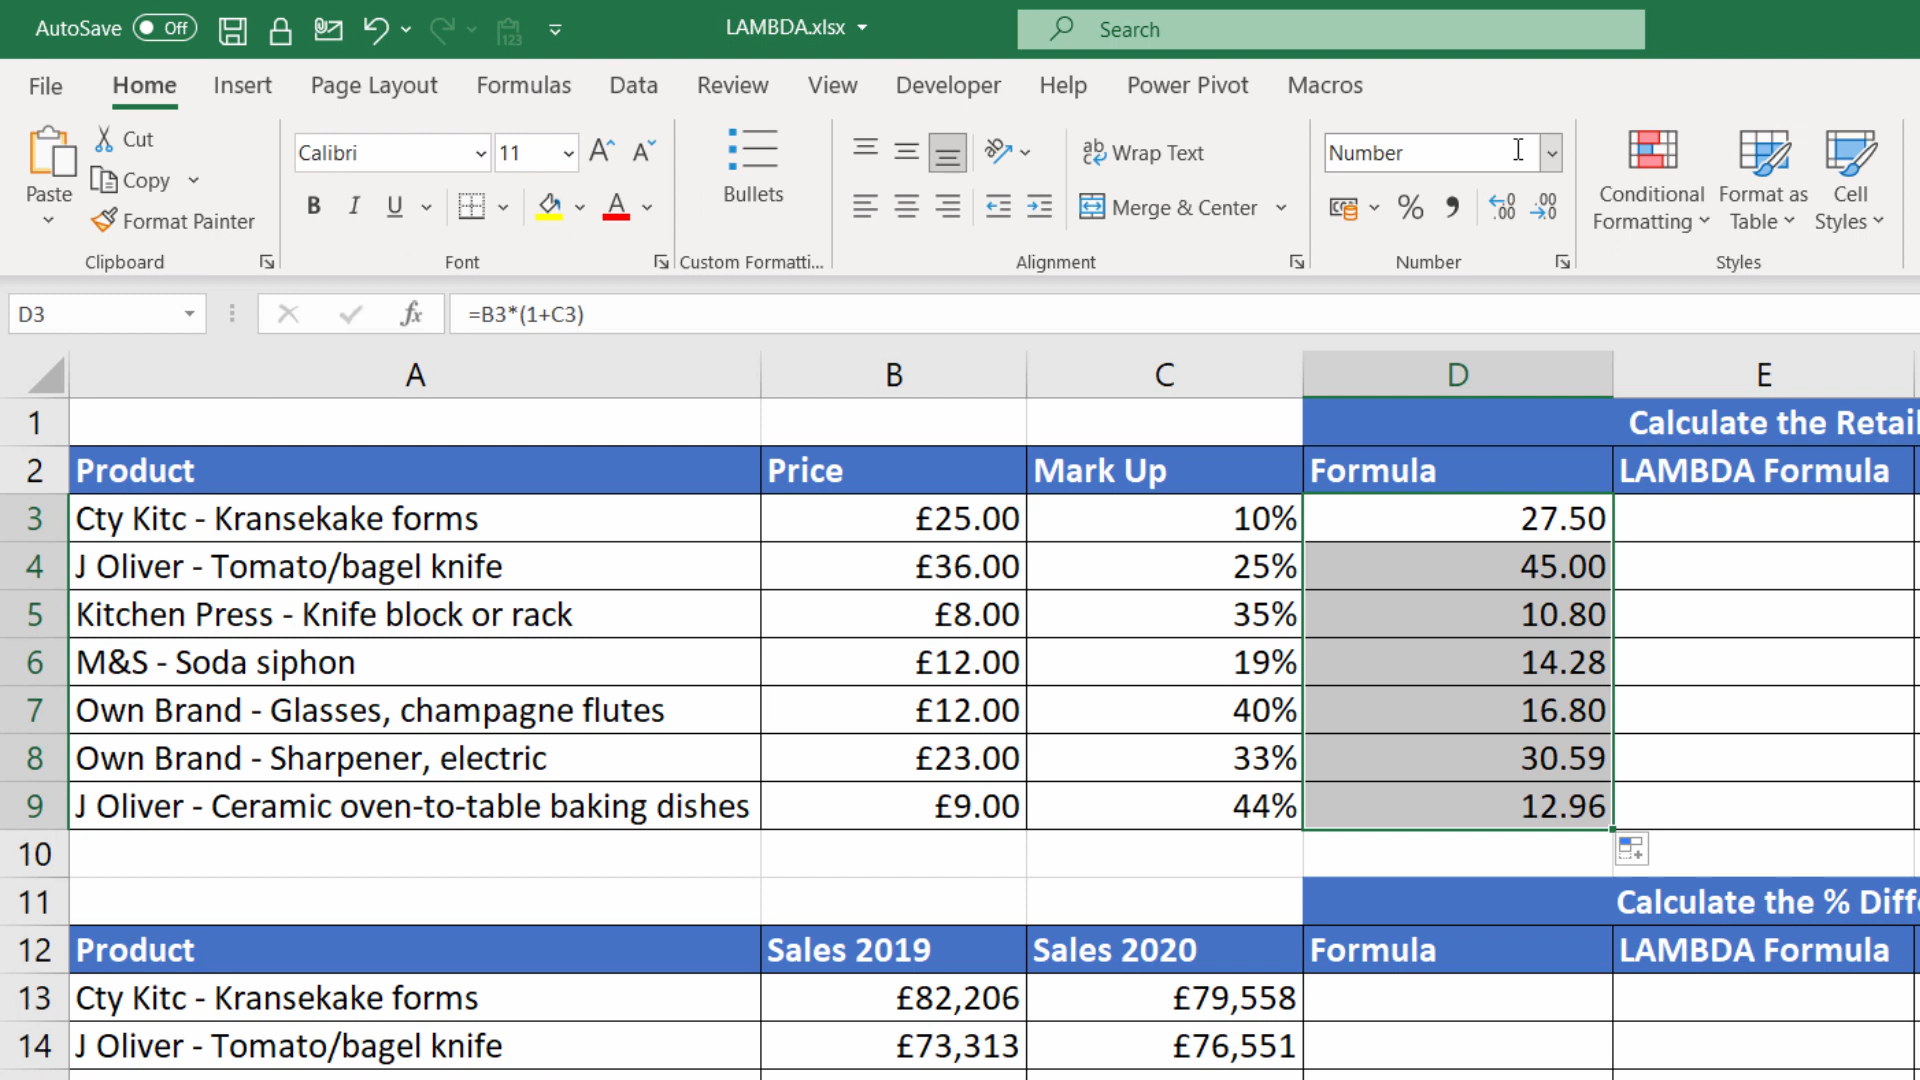 AutoSave Off LAMBDA.xlsx Search
File Home Insert Page Layout Formulas Data Review View Developer Help Power Pivot Macros
Paste
Cut
Copy
Format Painter
Clipboard
Calibri 11
B I U A
Font
Bullets
Custom Formatti...
ab Wrap Text
Merge & Center
Alignment
Number
% , .00 .00
Number
Conditional Formatting
Format as Table
Cell Styles
Styles
D3 fx =B3*(1+C3)
A B C D E
1 Calculate the Retail
2 Product Price Mark Up Formula LAMBDA Formula
3 Cty Kitc - Kransekake forms £25.00 10% 27.50
4 J Oliver - Tomato/bagel knife £36.00 25% 45.00
5 Kitchen Press - Knife block or rack £8.00 35% 10.80
6 M&S - Soda siphon £12.00 19% 14.28
7 Own Brand - Glasses, champagne flutes £12.00 40% 16.80
8 Own Brand - Sharpener, electric £23.00 33% 30.59
9 J Oliver - Ceramic oven-to-table baking dishes £9.00 44% 12.96
10
11 Calculate the % Diff
12 Product Sales 2019 Sales 2020 Formula LAMBDA Formula
13 Cty Kitc - Kransekake forms £82,206 £79,558
14 J Oliver - Tomato/bagel knife £73,313 £76,551